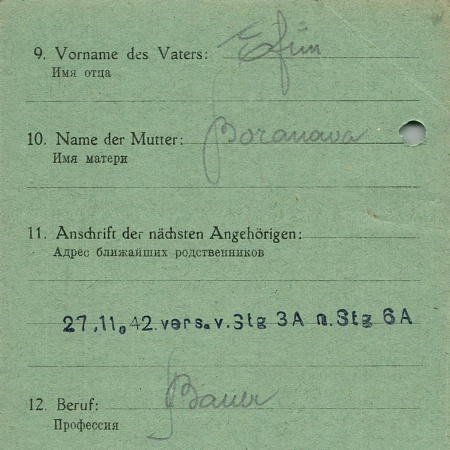 9. Vorname des Vaters: Efim
Имя отца
10. Name der Mutter: Boranawa
Имя матери
11. Anschrift der nächsten Angehörigen:
Адрес ближайших родственников
27.11.42. vers. v. Stg 3A n. Stg 6A
12. Beruf: Bauer
Профессия